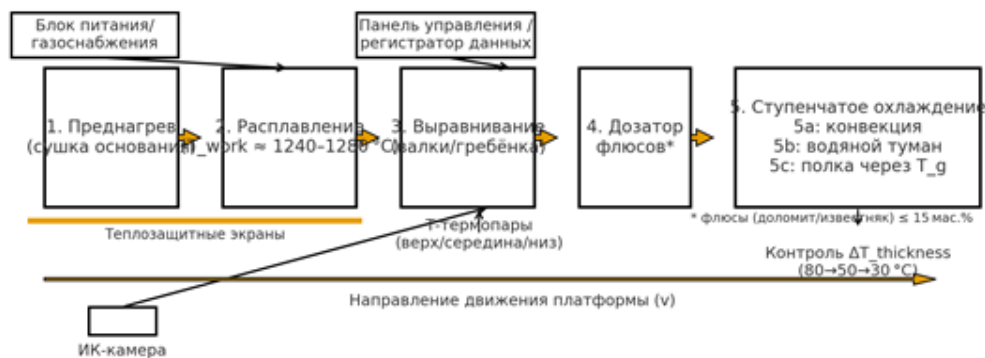 Блок питания/
газоснабжения
Панель управления /
регистратор данных
1. Преднагрев
(сушка основания)
2. Расплавление
T_work ≈ 1240–1280 °C
3. Выравнивание
(валки/гребёнка)
4. Дозатор
флюсов*
5. Ступенчатое охлаждение
5a: конвекция
5b: водяной туман
5c: полка через T_g
* флюсы (доломит/известняк) ≤ 15 мас.%
Теплозащитные экраны
Т-термопары
(верх/середина/низ)
Контроль ΔT_thickness
(80→50→30 °C)
Направление движения платформы (v)
ИК-камера